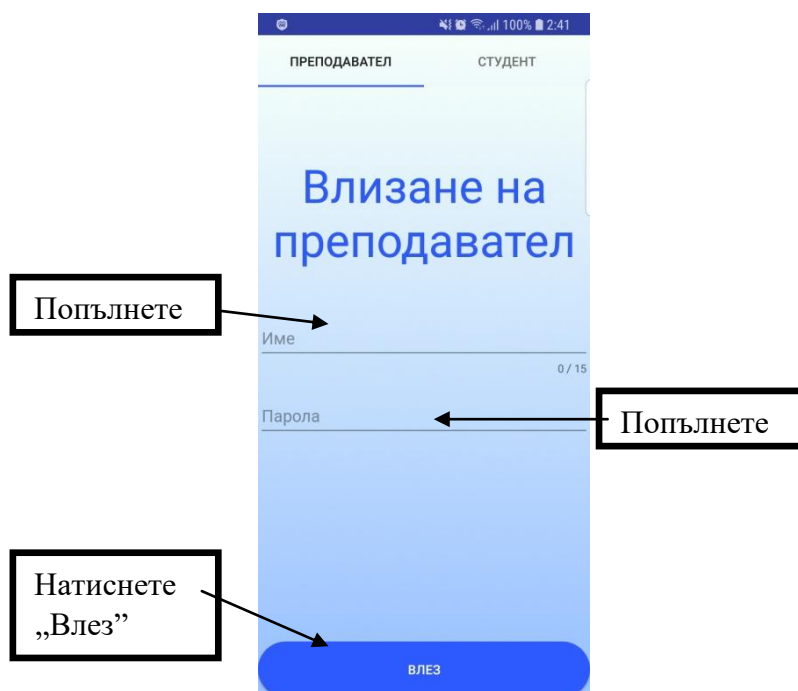 100% 2:41
ПРЕПОДАВАТЕЛ СТУДЕНТ
Влизане на
преподавател
Попълнете
Име
0 / 15
Парола
Попълнете
Натиснете
„Влез”
ВЛЕЗ